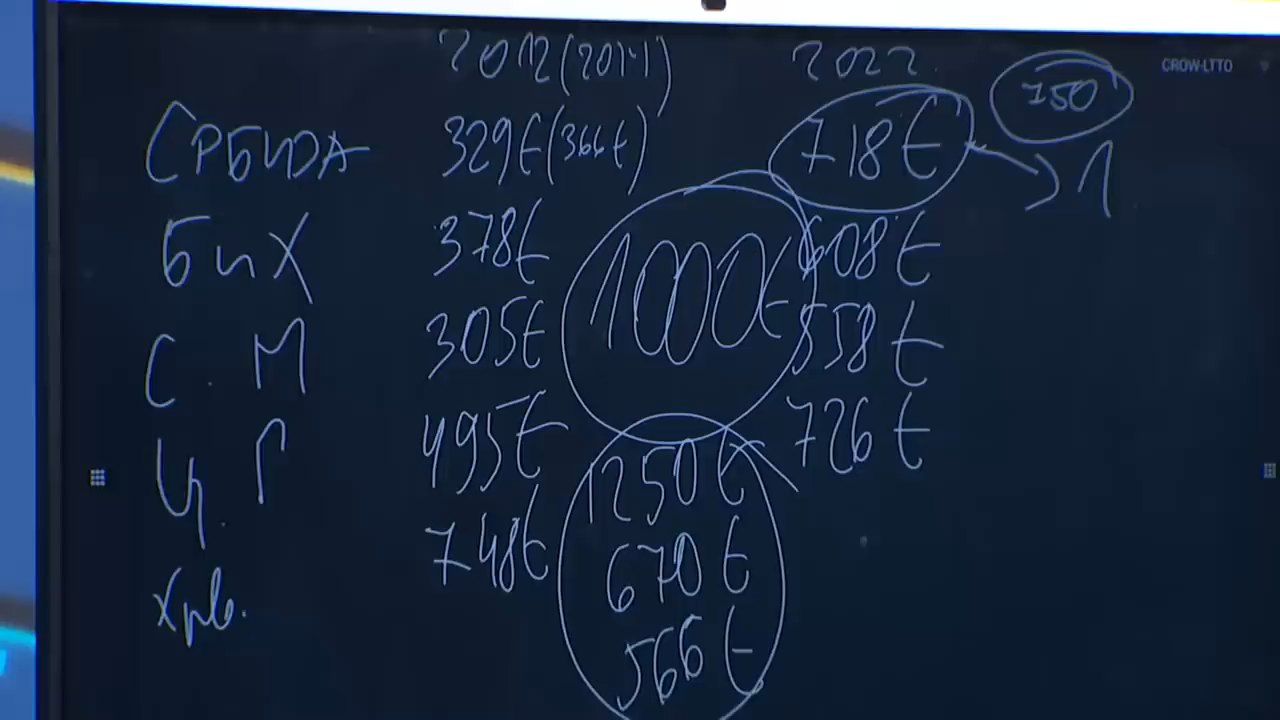 2012 (2014) 2022 CROW-LTTO
750
СРБИЈА 329€ (366€) 718€ → 1
БиХ 378€ 1000€ 608€
С. М 305€ 558€
Ц. Г 495€ 726€
1250€
Хрв. 748€ 670€
566€